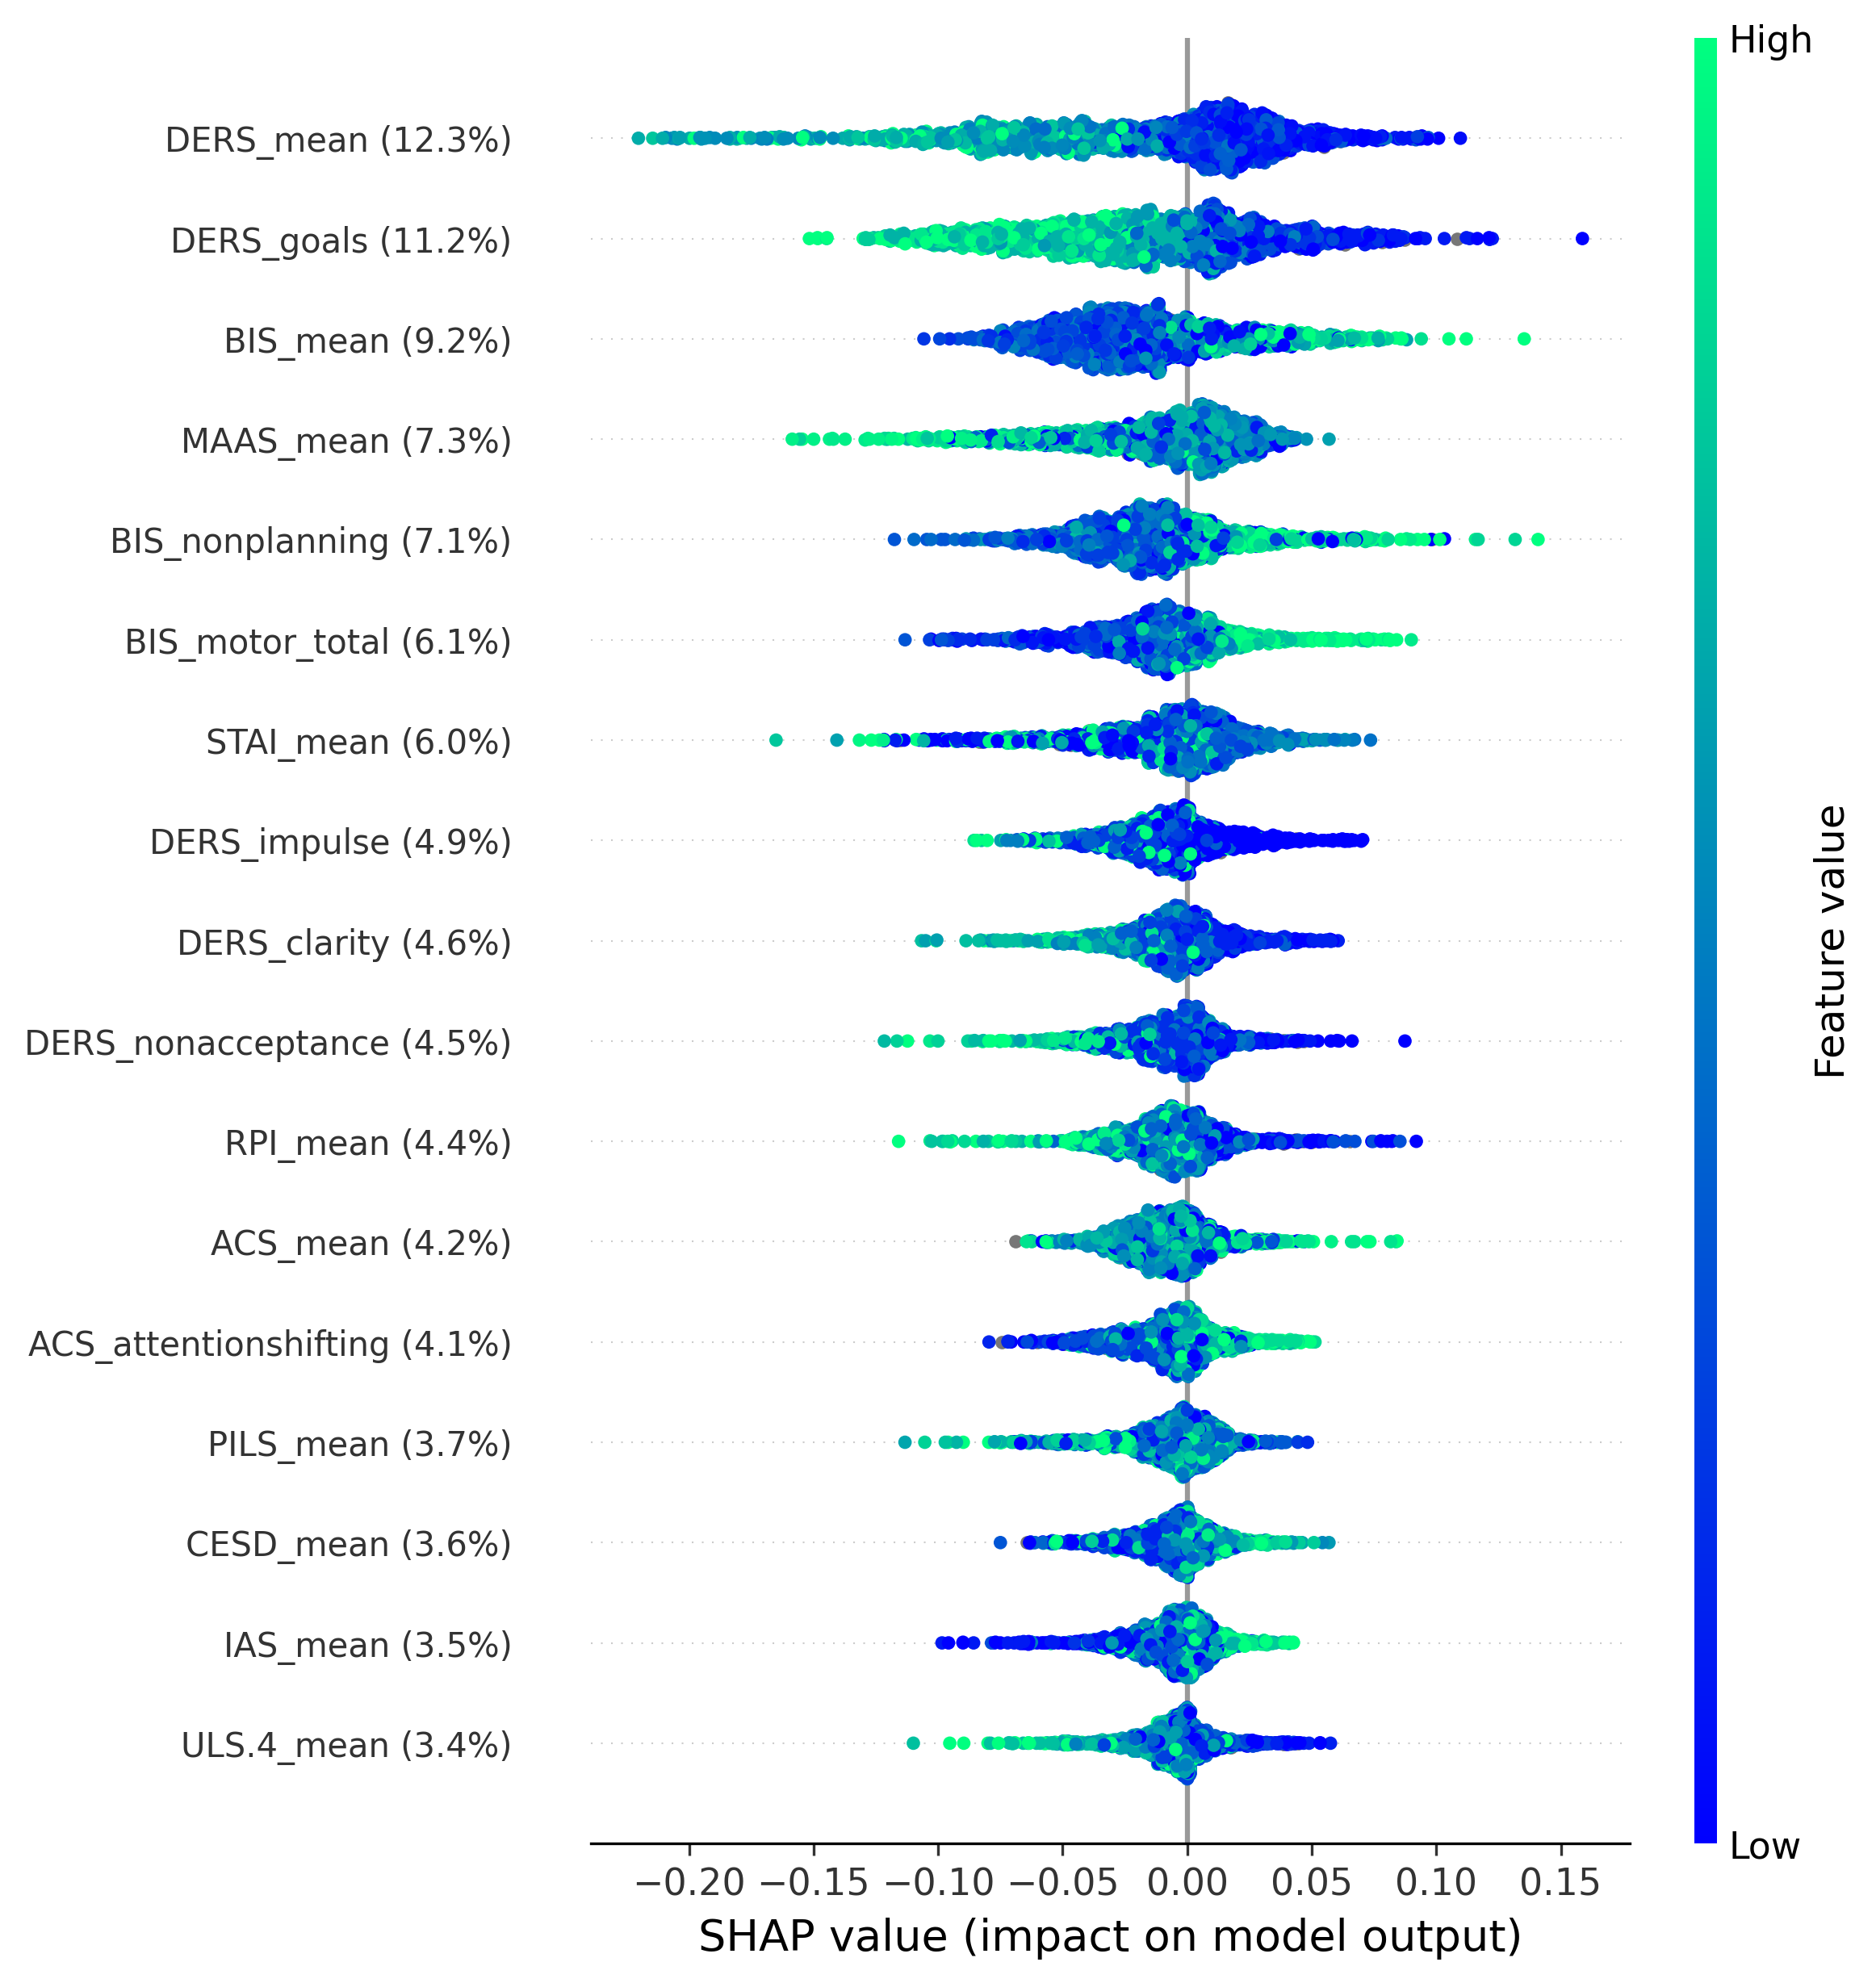 High
DERS_mean (12.3%)
DERS_goals (11.2%)
BIS_mean (9.2%)
MAAS_mean (7.3%)
BIS_nonplanning (7.1%)
BIS_motor_total (6.1%)
STAI_mean (6.0%)
DERS_impulse (4.9%)
DERS_clarity (4.6%)
DERS_nonacceptance (4.5%)
RPI_mean (4.4%)
ACS_mean (4.2%)
ACS_attentionshifting (4.1%)
PILS_mean (3.7%)
CESD_mean (3.6%)
IAS_mean (3.5%)
ULS.4_mean (3.4%)
Feature value
Low
−0.20 −0.15 −0.10 −0.05 0.00 0.05 0.10 0.15
SHAP value (impact on model output)